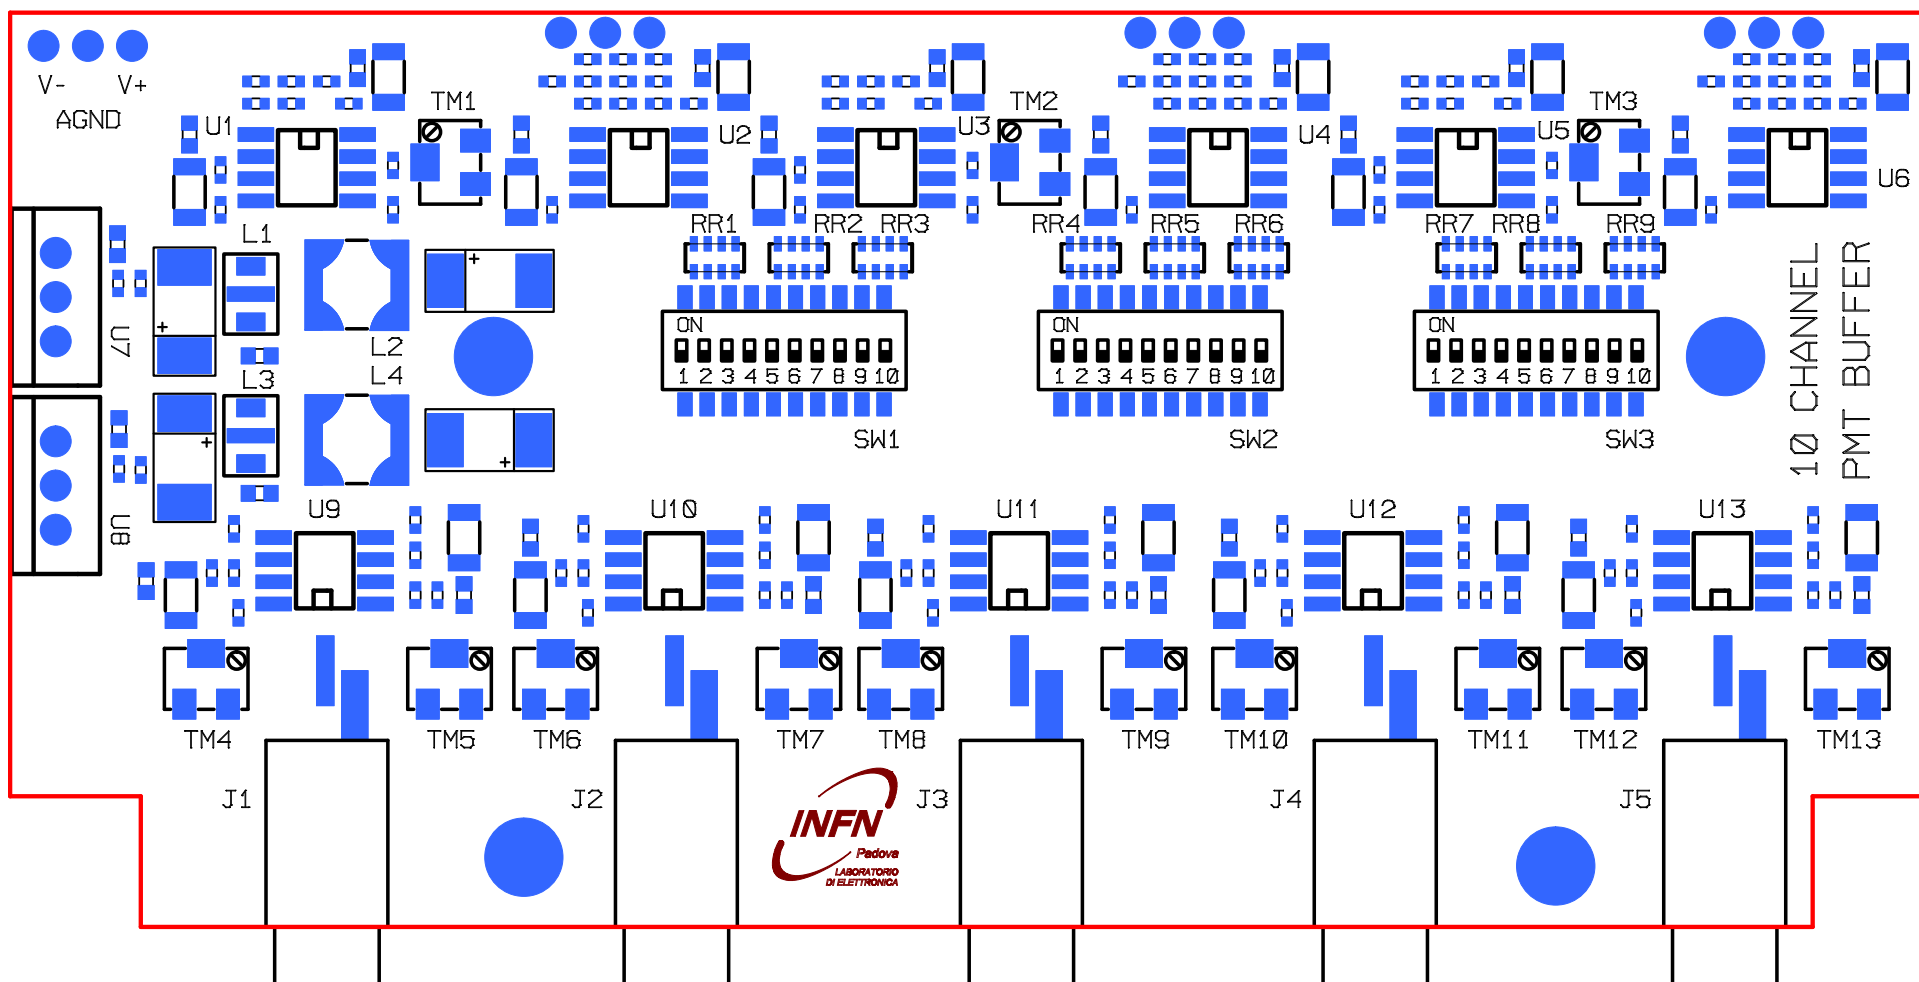 V- V+
AGND
U1
TM1
U2
U3
TM2
U4
U5
TM3
U6
RR1 RR2 RR3
RR4 RR5 RR6
RR7 RR8 RR9
L1
U7
L2
L4
L3
U8
ON
1 2 3 4 5 6 7 8 9 10
SW1
ON
1 2 3 4 5 6 7 8 9 10
SW2
ON
1 2 3 4 5 6 7 8 9 10
SW3
10 CHANNEL
PMT BUFFER
U9
U10
U11
U12
U13
TM4
TM5
TM6
TM7
TM8
TM9
TM10
TM11
TM12
TM13
J1
J2
J3
J4
J5
INFN
Padova
LABORATORIO
DI ELETTRONICA